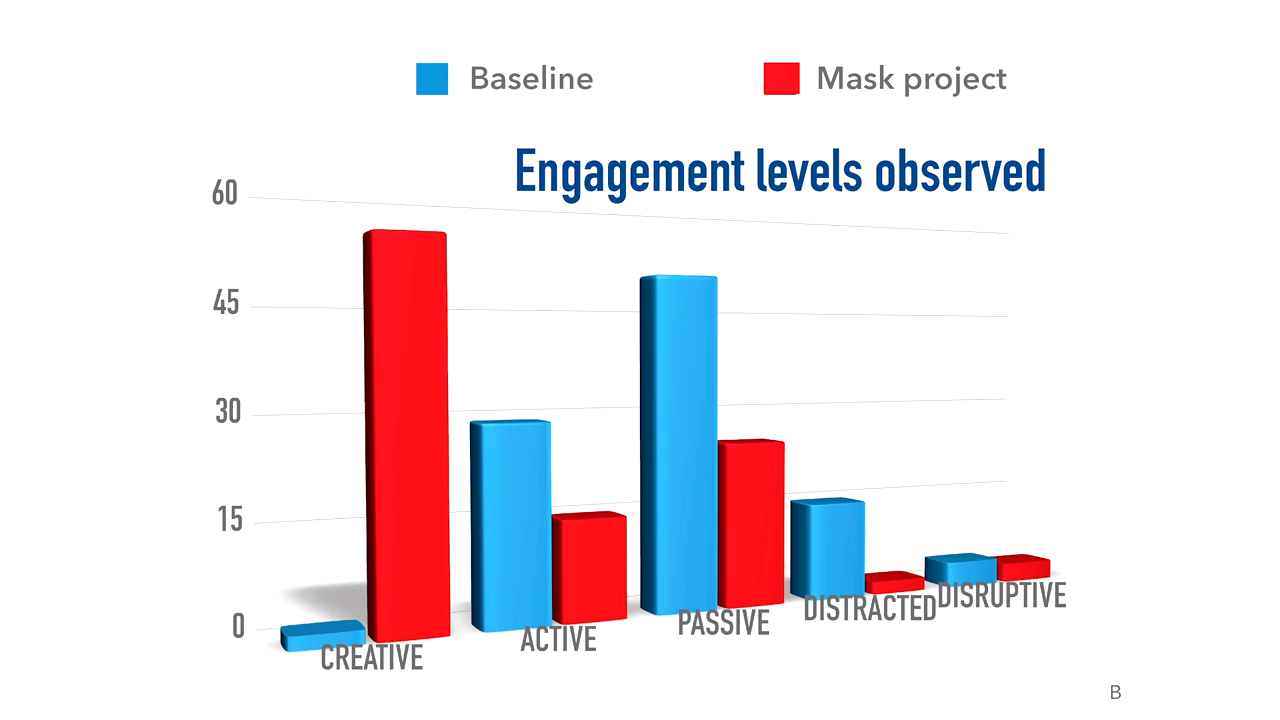 Baseline
Mask project
Engagement levels observed
60
45
30
15
0
CREATIVE
ACTIVE
PASSIVE
DISTRACTED
DISRUPTIVE
B